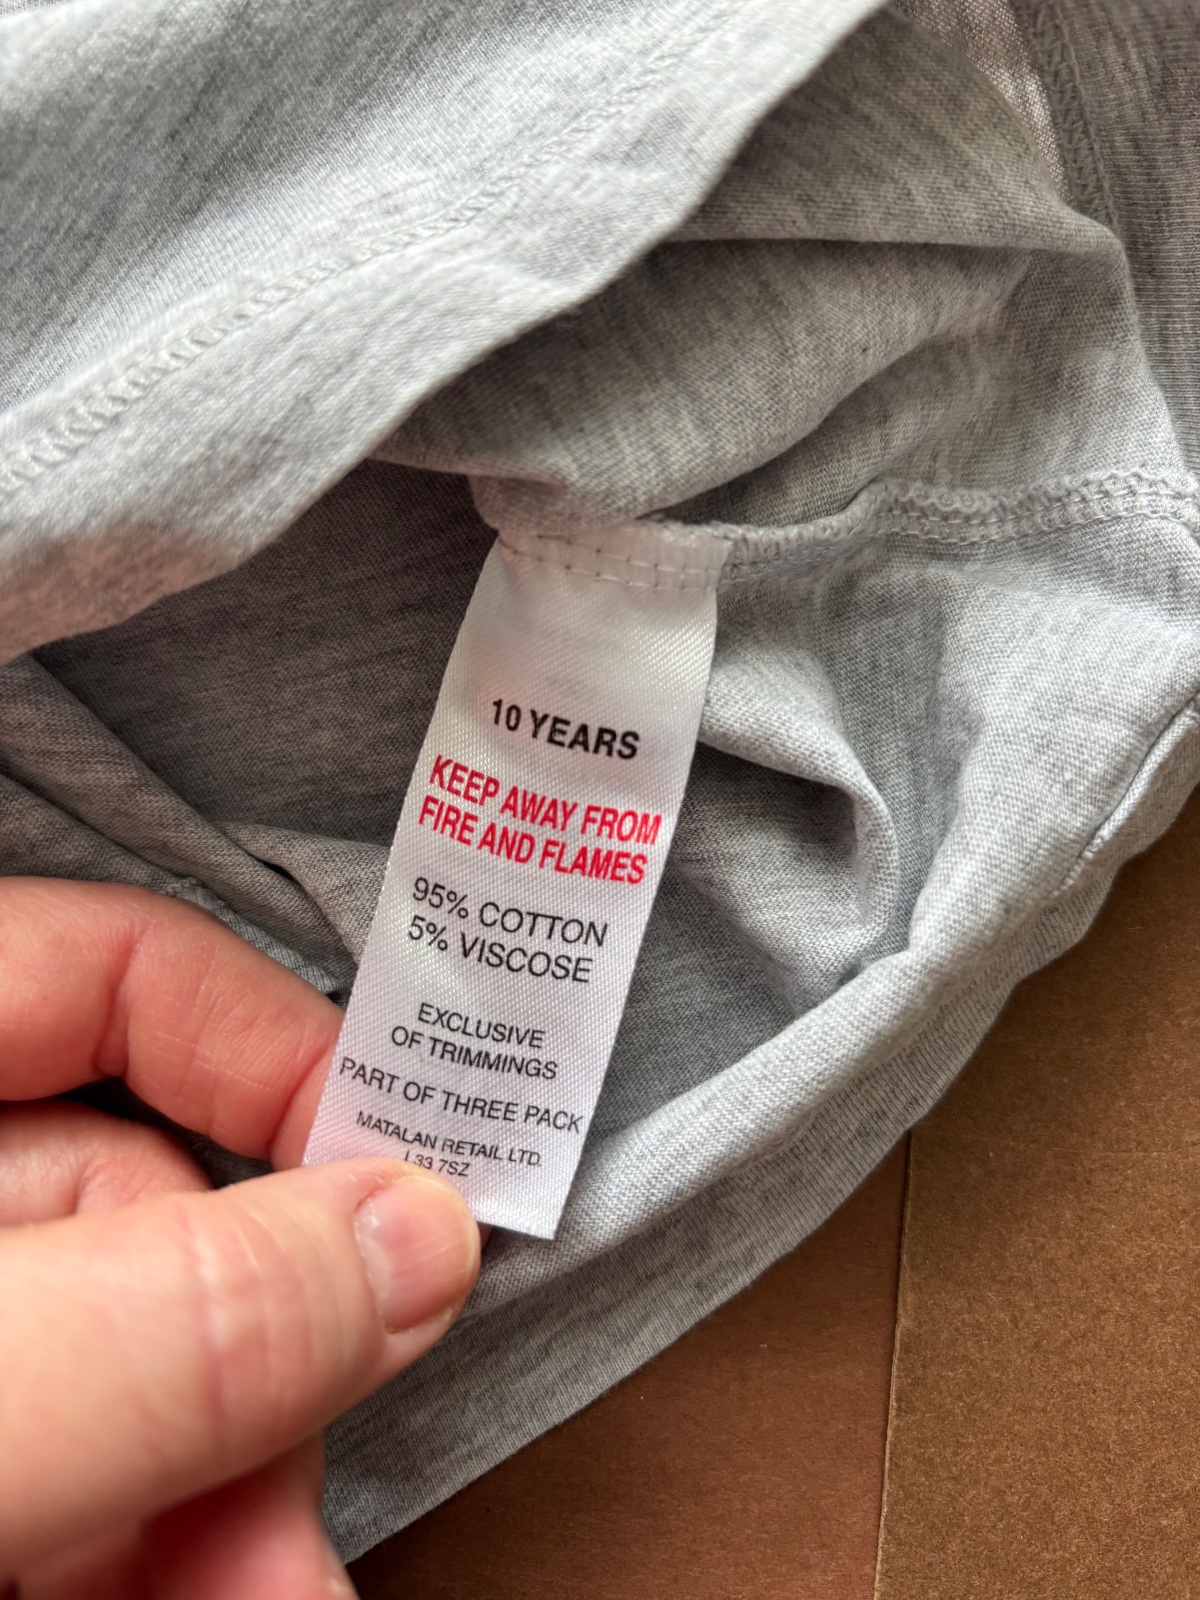 10 YEARS
KEEP AWAY FROM
FIRE AND FLAMES
95% COTTON
5% VISCOSE
EXCLUSIVE
OF TRIMMINGS
PART OF THREE PACK
MATALAN RETAIL LTD.
L33 7SZ